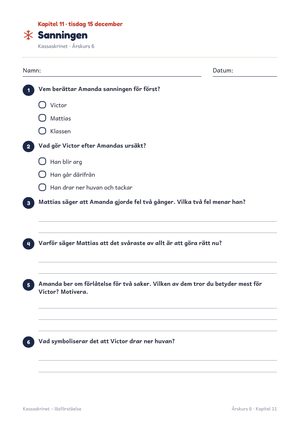 Kapitel 11 · tisdag 15 december
Sanningen
Kassaskrinet · Årskurs 6
Namn:
Datum:
1 Vem berättar Amanda sanningen för först?
Victor
Mattias
Klassen
2 Vad gör Victor efter Amandas ursäkt?
Han blir arg
Han går därifrån
Han drar ner huvan och tackar
3 Mattias säger att Amanda gjorde fel två gånger. Vilka två fel menar han?
4 Varför säger Mattias att det svåraste av allt är att göra rätt nu?
5 Amanda ber om förlåtelse för två saker. Vilken av dem tror du betyder mest för
Victor? Motivera.
6 Vad symboliserar det att Victor drar ner huvan?
Kassaskrinet – läsförståelse
Årskurs 6 · Kapitel 11